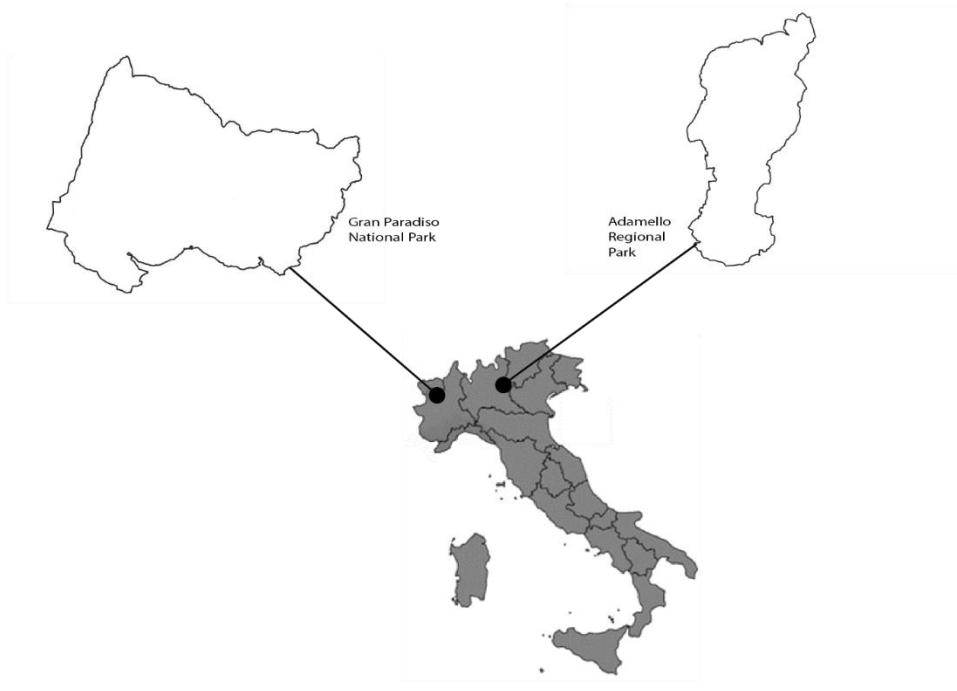 Gran Paradiso
National Park
Adamello
Regional
Park